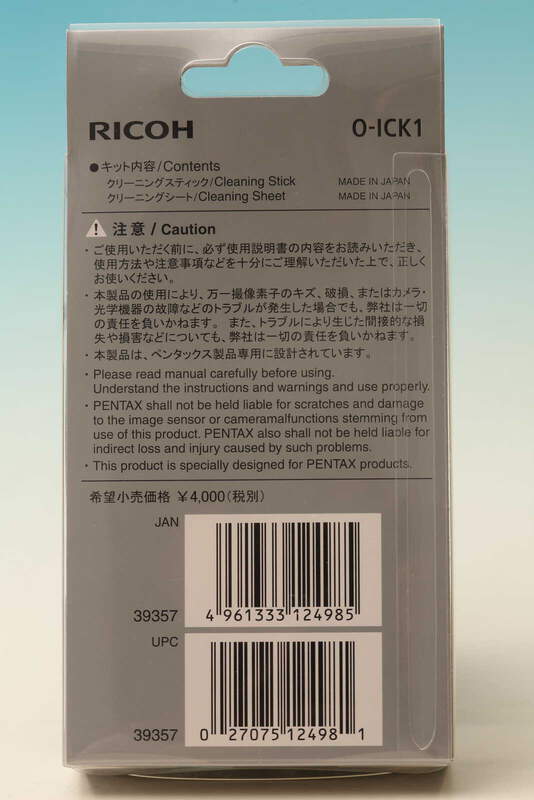 RICOH O-ICK1
●キット内容/Contents
クリーニングスティック/Cleaning Stick MADE IN JAPAN
クリーニングシート/Cleaning Sheet MADE IN JAPAN
注意 / Caution
・ご使用いただく前に、必ず使用説明書の内容をお読みいただき、
使用方法や注意事項などを十分にご理解いただいた上で、正しく
お使いください。
・本製品の使用により、万一撮像素子のキズ、破損、またはカメラ・
光学機器の故障などのトラブルが発生した場合でも、弊社は一切
の責任を負いかねます。また、トラブルにより生じた間接的な損
失や損害などについても、弊社は一切の責任を負いかねます。
・本製品は、ペンタックス製品専用に設計されています。
・Please read manual carefully before using.
Understand the instructions and warnings and use properly.
・PENTAX shall not be held liable for scratches and damage
to the image sensor or cameramalfunctions stemming from
use of this product. PENTAX also shall not be held liable for
indirect loss and injury caused by such problems.
・This product is specially designed for PENTAX products.
希望小売価格 ¥4,000(税別)
JAN
39357 4 961333 124985
UPC
39357 0 27075 12498 1